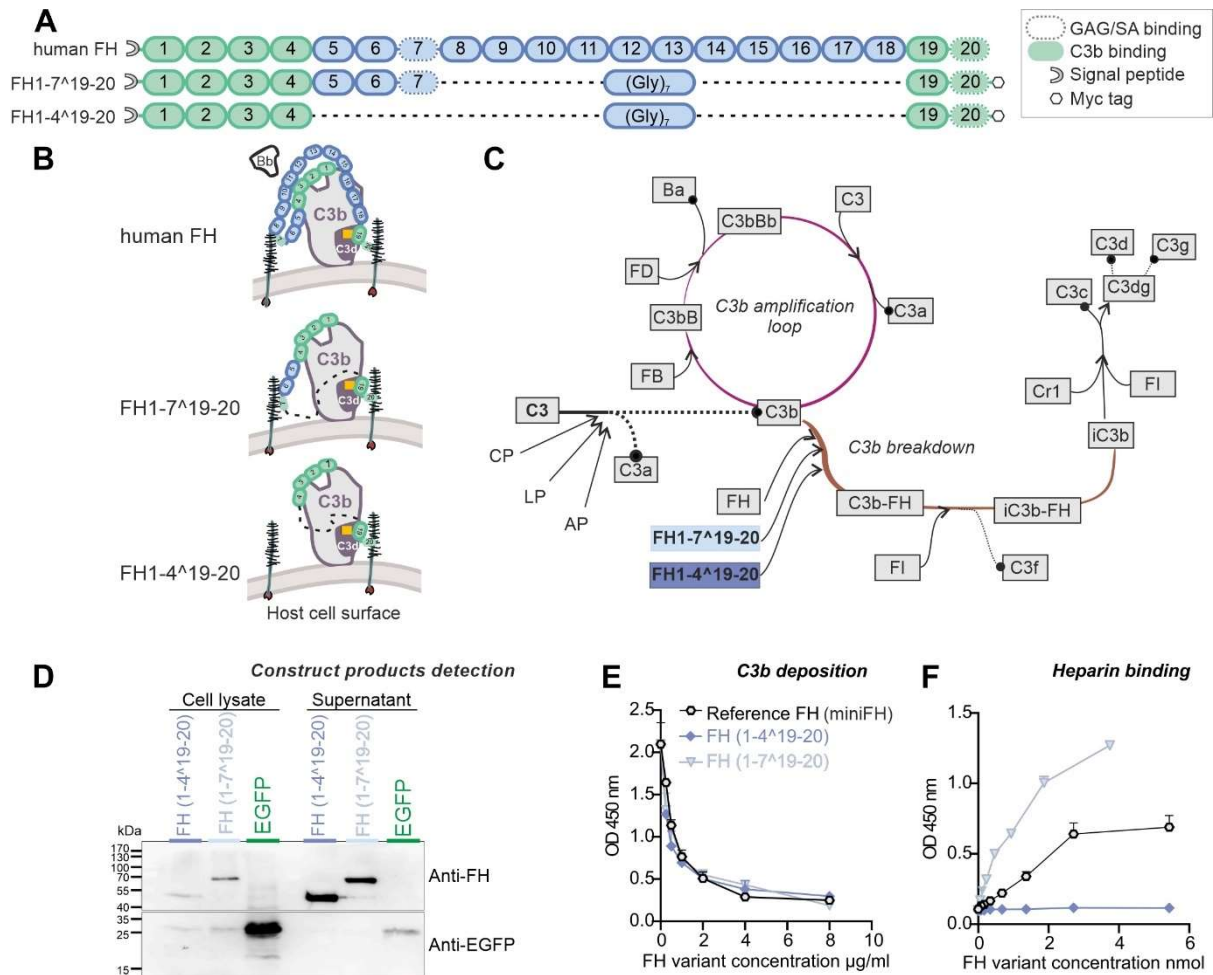 A
human FH
1 2 3 4 5 6 7 8 9 10 11 12 13 14 15 16 17 18 19 20
FH1-7^19-20
1 2 3 4 5 6 7 (Gly)7 19 20
FH1-4^19-20
1 2 3 4 (Gly)7 19 20
GAG/SA binding
C3b binding
Signal peptide
Myc tag
B
Bb
human FH
C3b
C3d
FH1-7^19-20
C3b
C3d
FH1-4^19-20
C3b
C3d
Host cell surface
C
Ba
C3bBb
C3
FD
C3b amplification
loop
C3a
C3bB
FB
C3
C3b
CP
LP
AP
C3a
C3b breakdown
FH
FH1-7^19-20
FH1-4^19-20
C3b-FH
FI
C3f
iC3b-FH
iC3b
Cr1
FI
C3c
C3dg
C3d
C3g
D
Construct products detection
Cell lysate
Supernatant
FH (1-4^19-20)
FH (1-7^19-20)
EGFP
FH (1-4^19-20)
FH (1-7^19-20)
EGFP
kDa
170
130
100
70
55
40
35
25
15
Anti-FH
Anti-EGFP
E
C3b deposition
Reference FH (miniFH)
FH (1-4^19-20)
FH (1-7^19-20)
OD 450 nm
2.5
2.0
1.5
1.0
0.5
0.0
0 2 4 6 8 10
FH variant concentration µg/ml
F
Heparin binding
OD 450 nm
1.5
1.0
0.5
0.0
0 2 4 6
FH variant concentration nmol